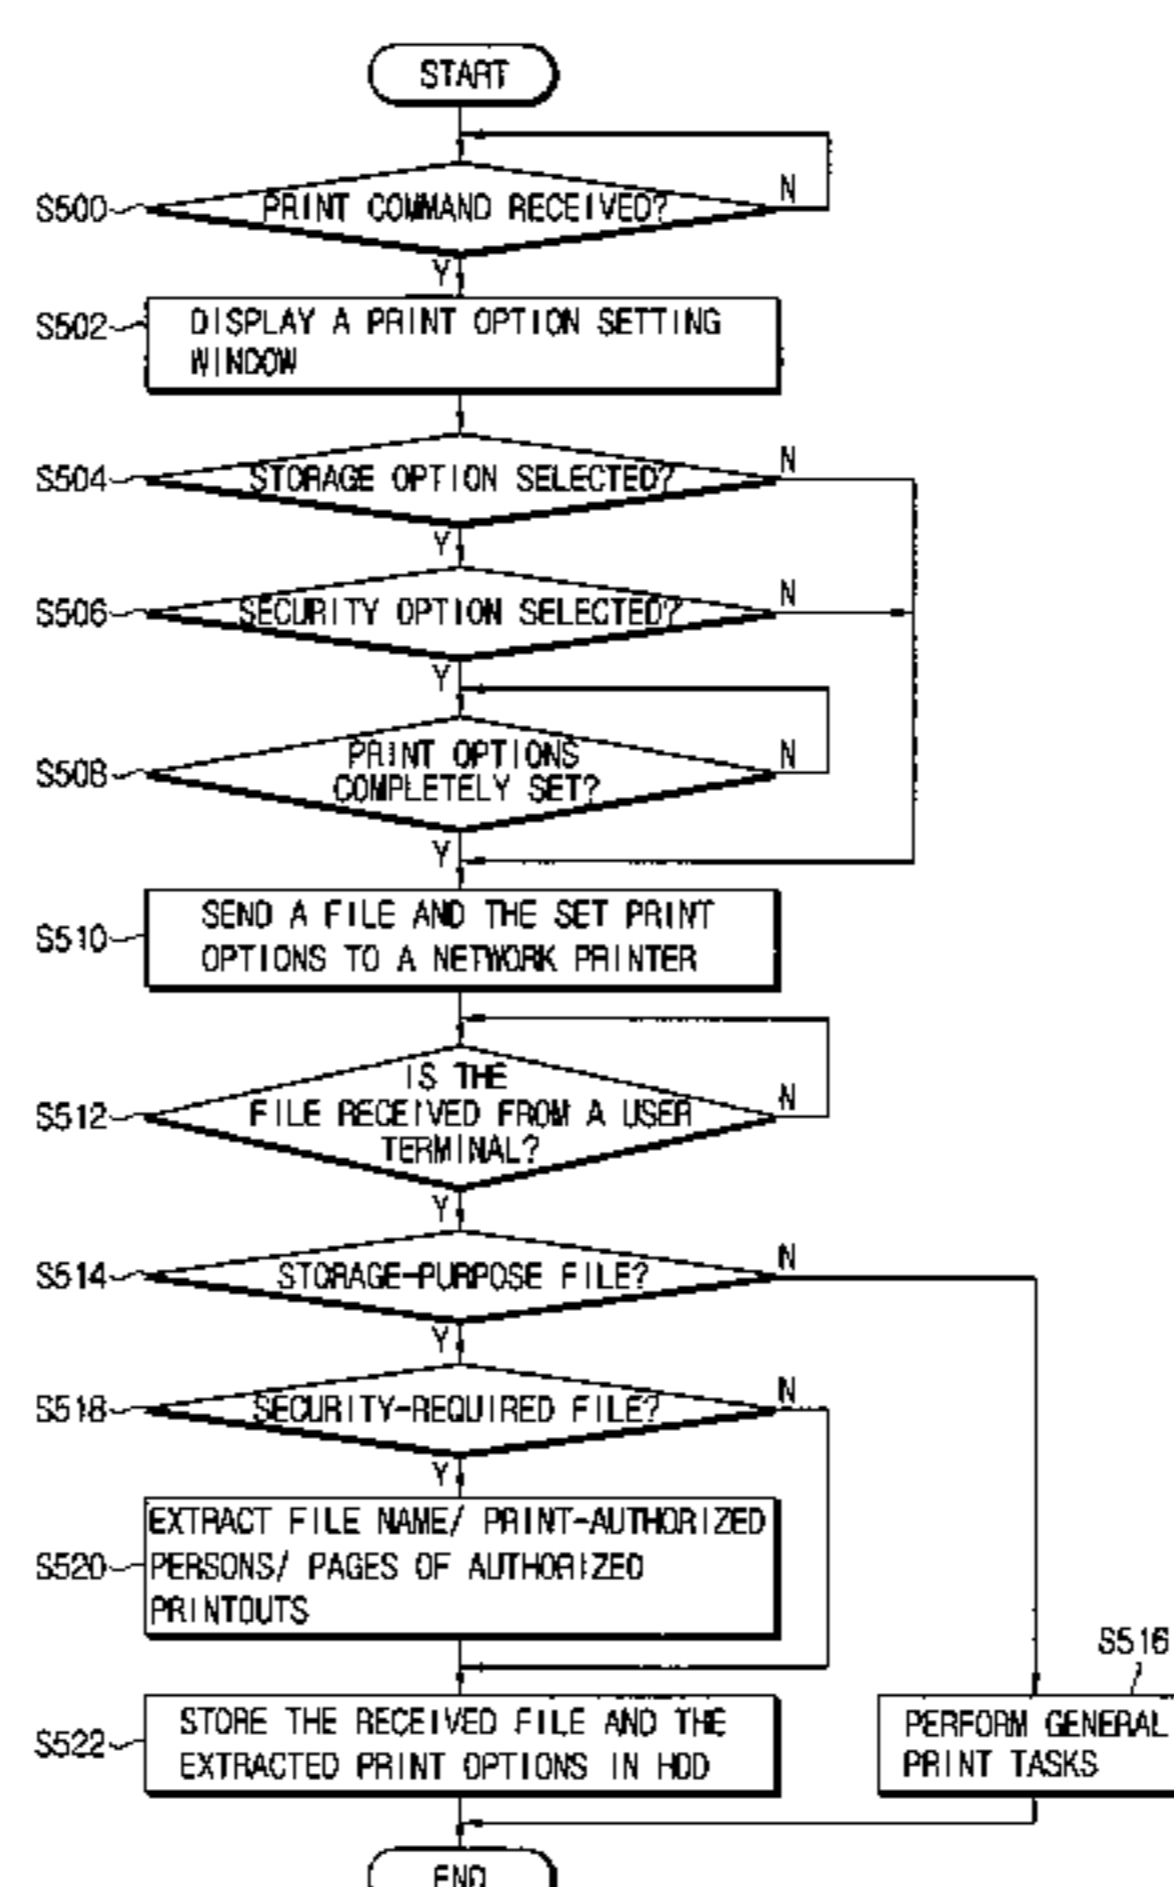 START
S500
PRINT COMMAND RECEIVED?
N
Y
S502
DISPLAY A PRINT OPTION SETTING
WINDOW
S504
STORAGE OPTION SELECTED?
N
Y
S506
SECURITY OPTION SELECTED?
N
Y
S508
PRINT OPTIONS
COMPLETELY SET?
N
Y
S510
SEND A FILE AND THE SET PRINT
OPTIONS TO A NETWORK PRINTER
S512
IS THE
FILE RECEIVED FROM A USER
TERMINAL?
N
Y
S514
STORAGE-PURPOSE FILE?
N
Y
S518
SECURITY-REQUIRED FILE?
N
Y
S520
EXTRACT FILE NAME/ PRINT-AUTHORIZED
PERSONS/ PAGES OF AUTHORIZED
PRINTOUTS
S516
S522
STORE THE RECEIVED FILE AND THE
EXTRACTED PRINT OPTIONS IN HDD
PERFORM GENERAL
PRINT TASKS
END